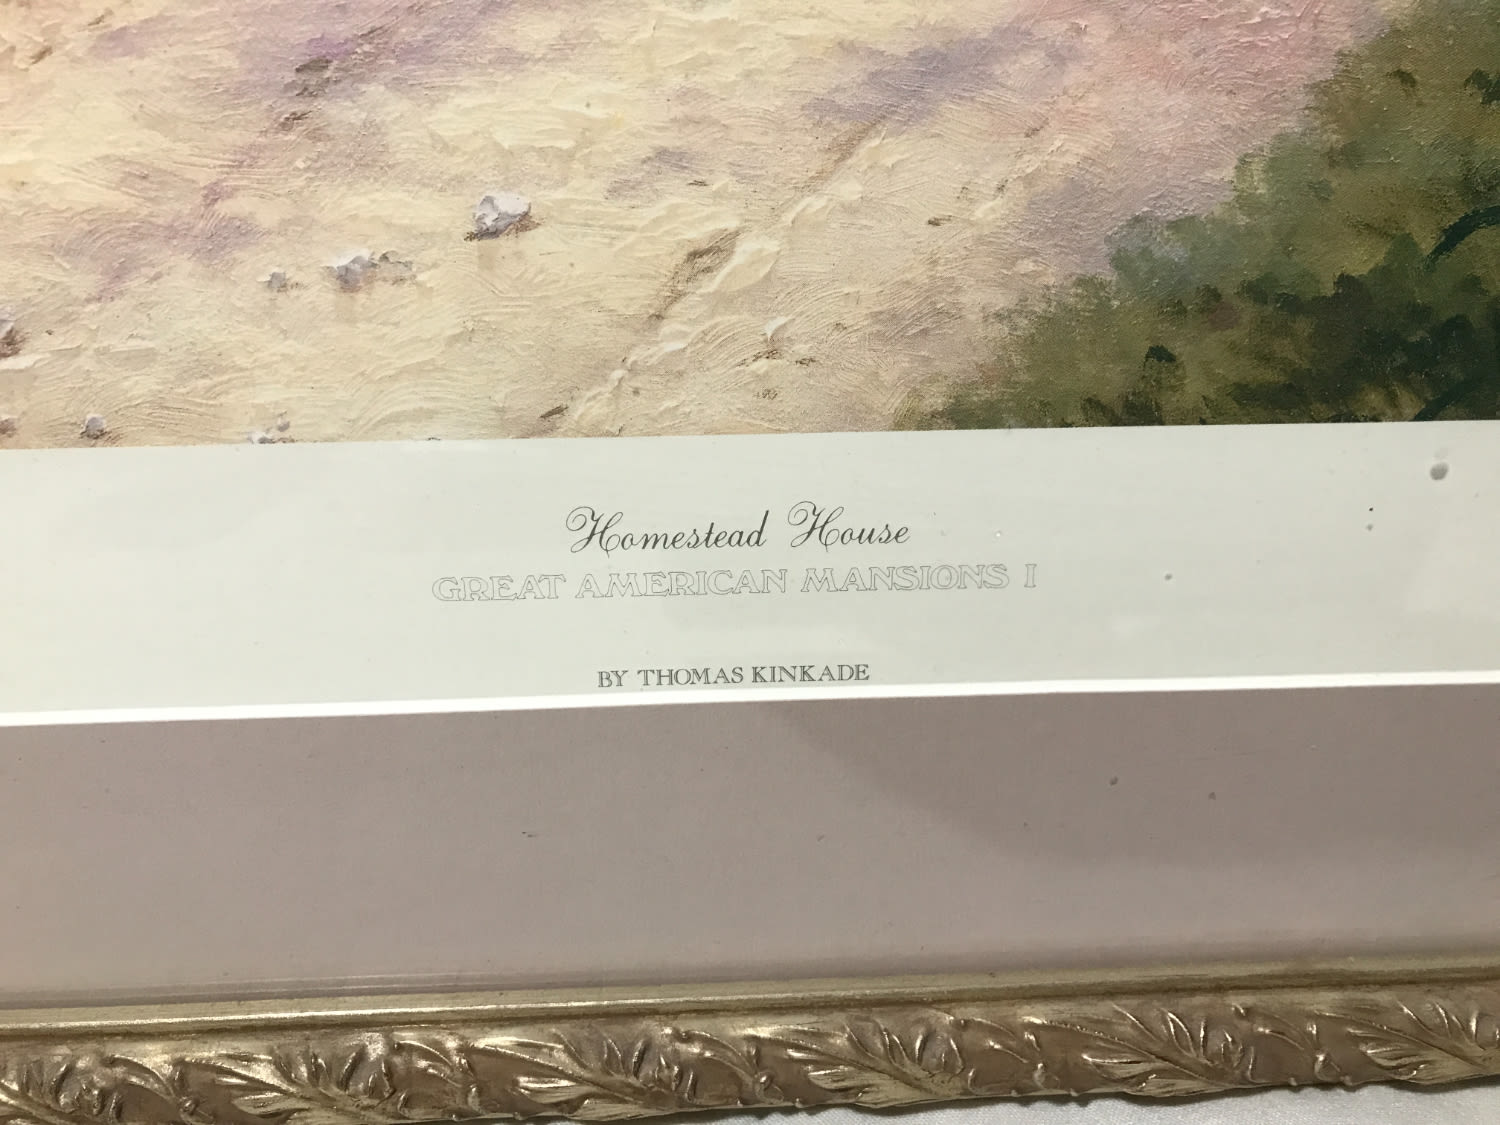 Homestead House
GREAT AMERICAN MANSIONS I
BY THOMAS KINKADE